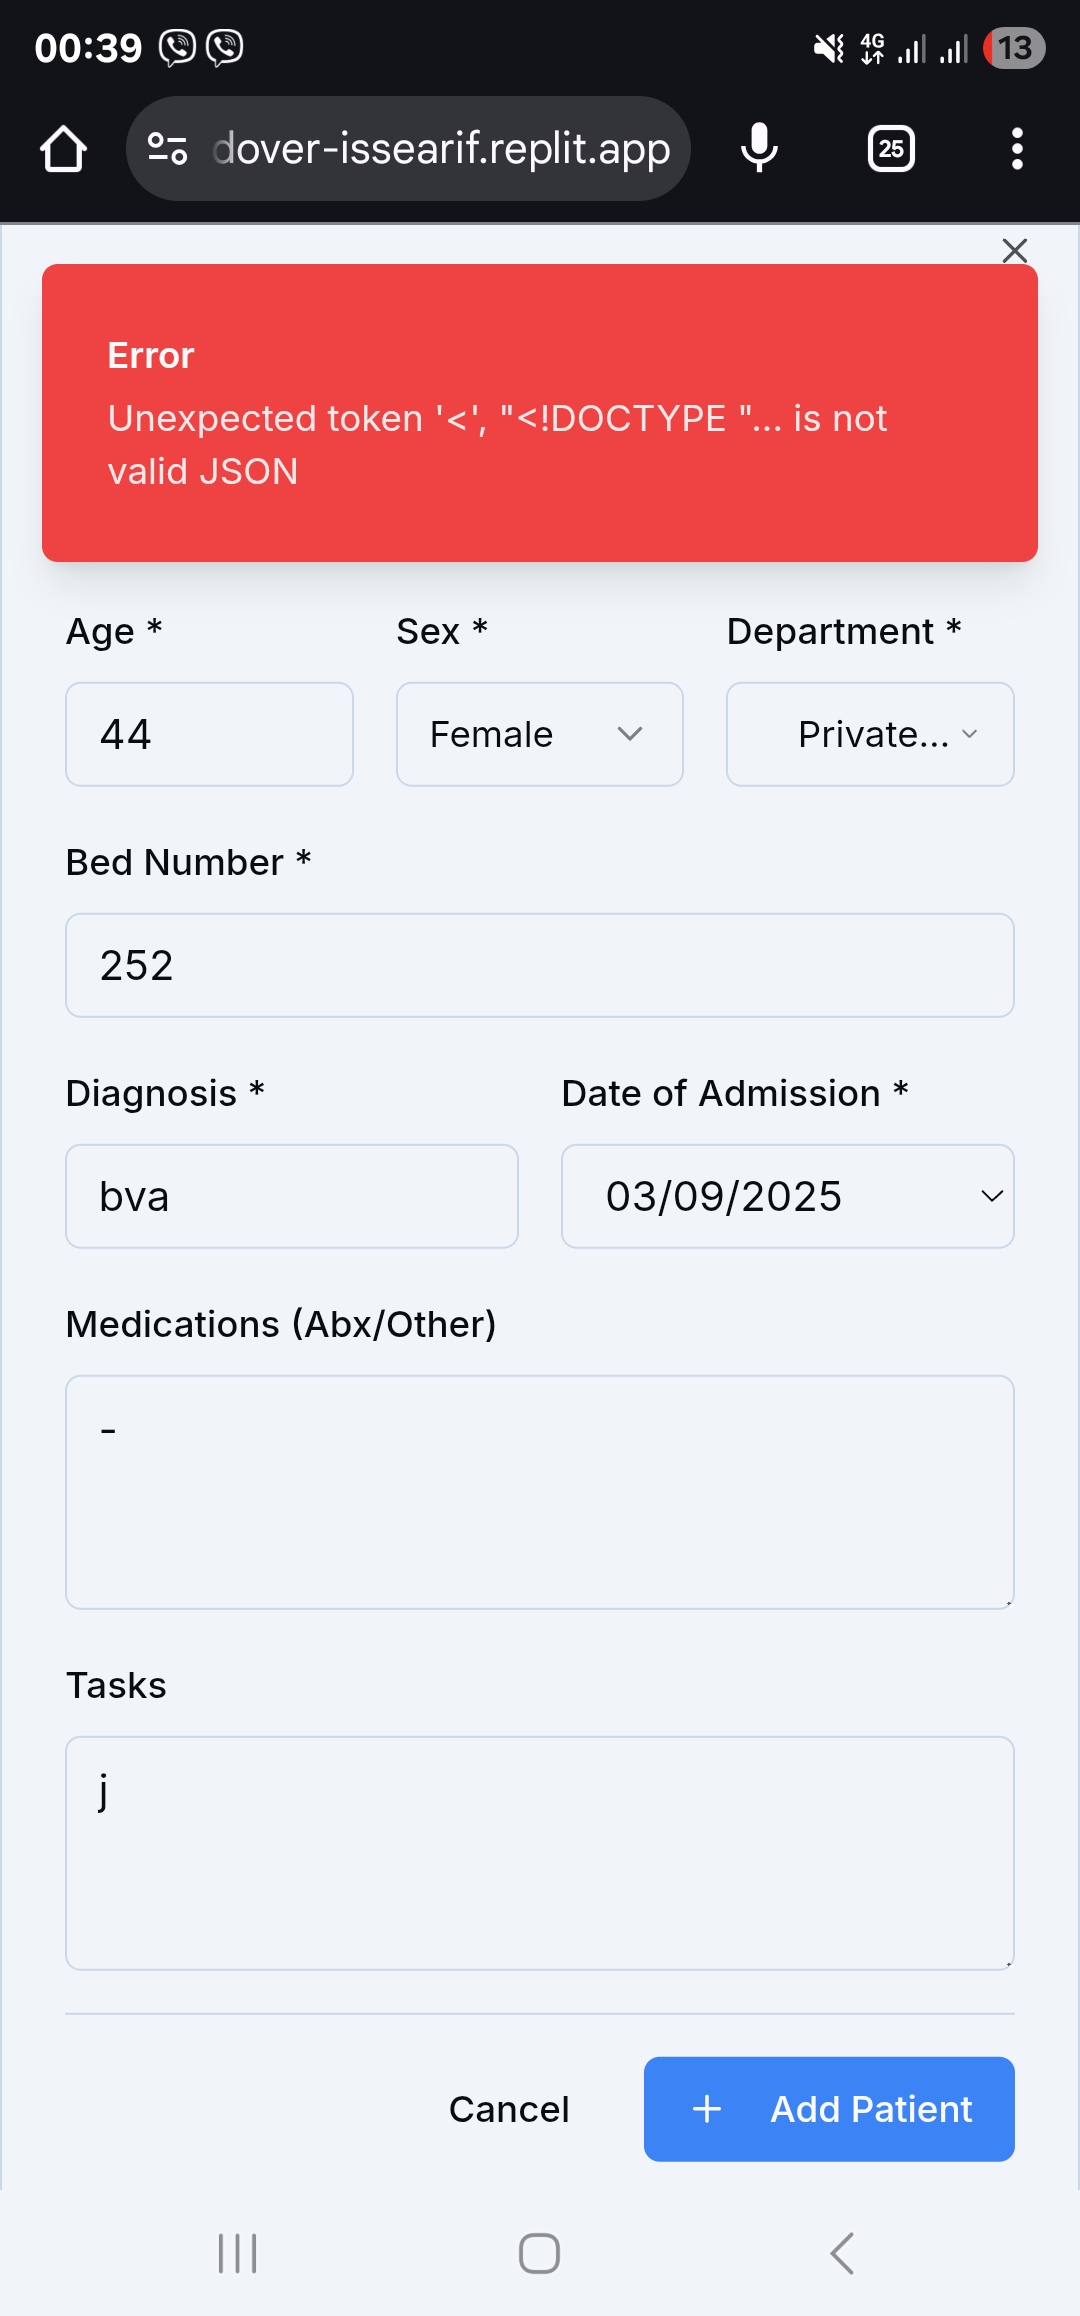 00:39
4G
13
dover-issearif.replit.app
25
Error
Unexpected token '<', "<!DOCTYPE "... is not
valid JSON
Age * Sex * Department *
44 Female Private...
Bed Number *
252
Diagnosis * Date of Admission *
bva 03/09/2025
Medications (Abx/Other)
-
Tasks
j
Cancel + Add Patient